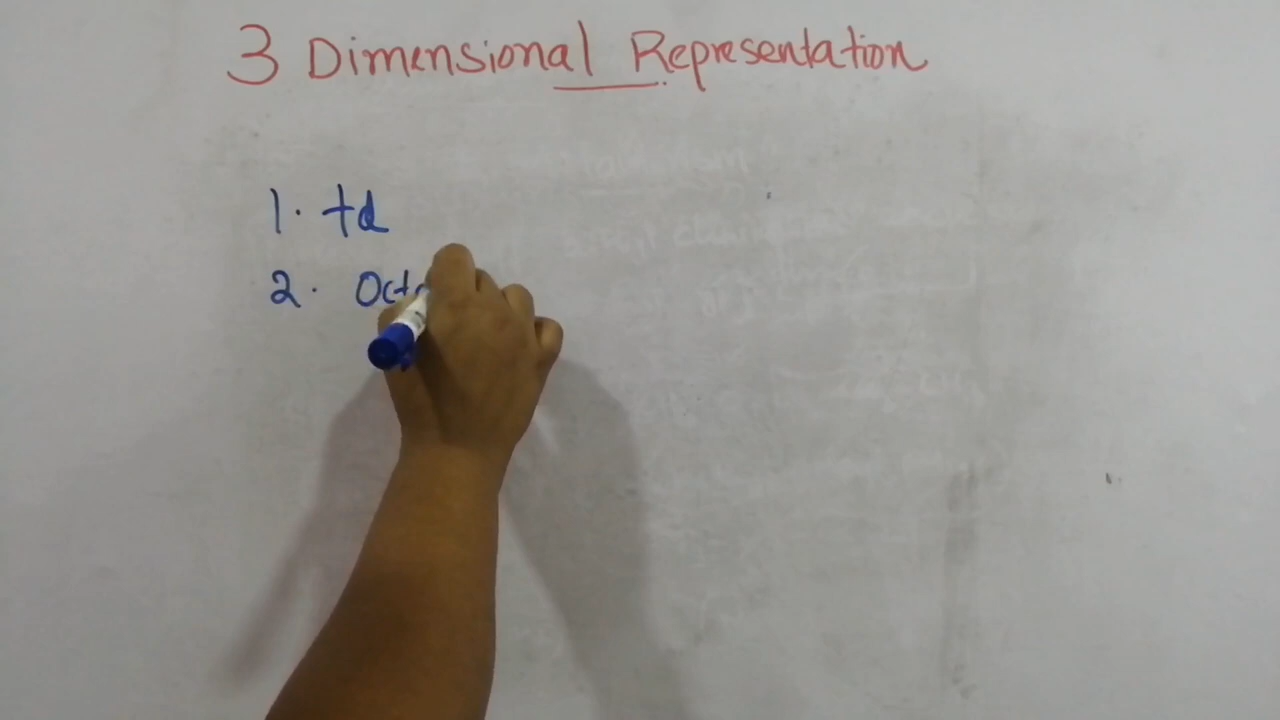 3 Dimensional Representation
1. td
2. Oct